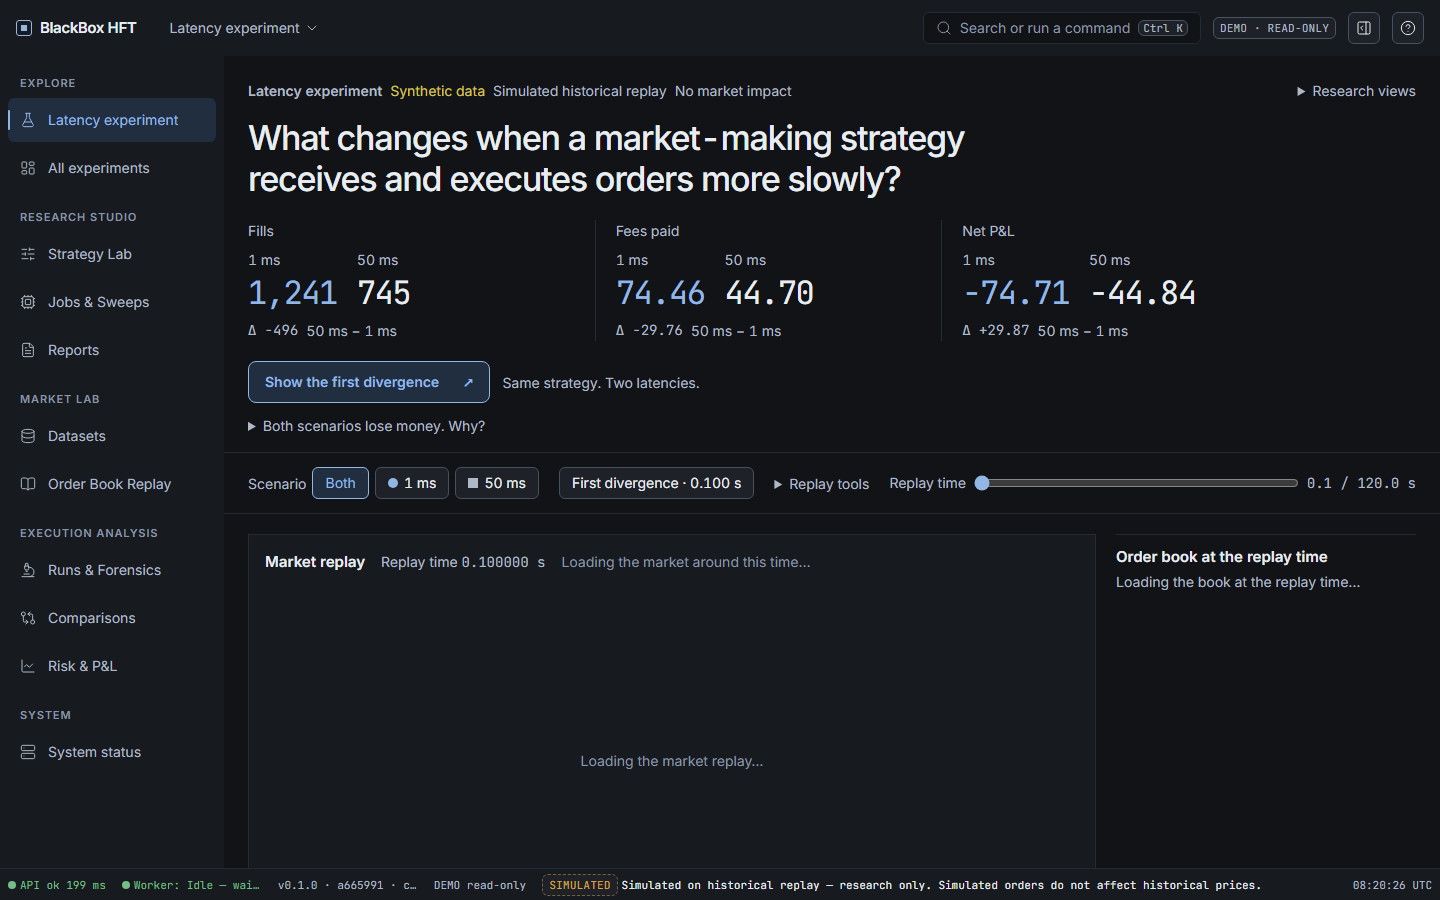 BlackBox HFT
Latency experiment
Search or run a command Ctrl K
DEMO · READ-ONLY
EXPLORE
Latency experiment
All experiments
RESEARCH STUDIO
Strategy Lab
Jobs & Sweeps
Reports
MARKET LAB
Datasets
Order Book Replay
EXECUTION ANALYSIS
Runs & Forensics
Comparisons
Risk & P&L
SYSTEM
System status
Latency experiment Synthetic data Simulated historical replay No market impact
▶ Research views
What changes when a market-making strategy
receives and executes orders more slowly?
Fills
1 ms 50 ms
1,241 745
Δ -496 50 ms – 1 ms
Fees paid
1 ms 50 ms
74.46 44.70
Δ -29.76 50 ms – 1 ms
Net P&L
1 ms 50 ms
-74.71 -44.84
Δ +29.87 50 ms – 1 ms
Show the first divergence ↗
Same strategy. Two latencies.
▶ Both scenarios lose money. Why?
Scenario Both 1 ms 50 ms First divergence · 0.100 s ▶ Replay tools Replay time 0.1 / 120.0 s
Market replay Replay time 0.100000 s Loading the market around this time...
Loading the market replay...
Order book at the replay time
Loading the book at the replay time...
API ok 199 ms Worker: Idle — wai… v0.1.0 · a665991 · c… DEMO read-only SIMULATED Simulated on historical replay — research only. Simulated orders do not affect historical prices. 08:20:26 UTC